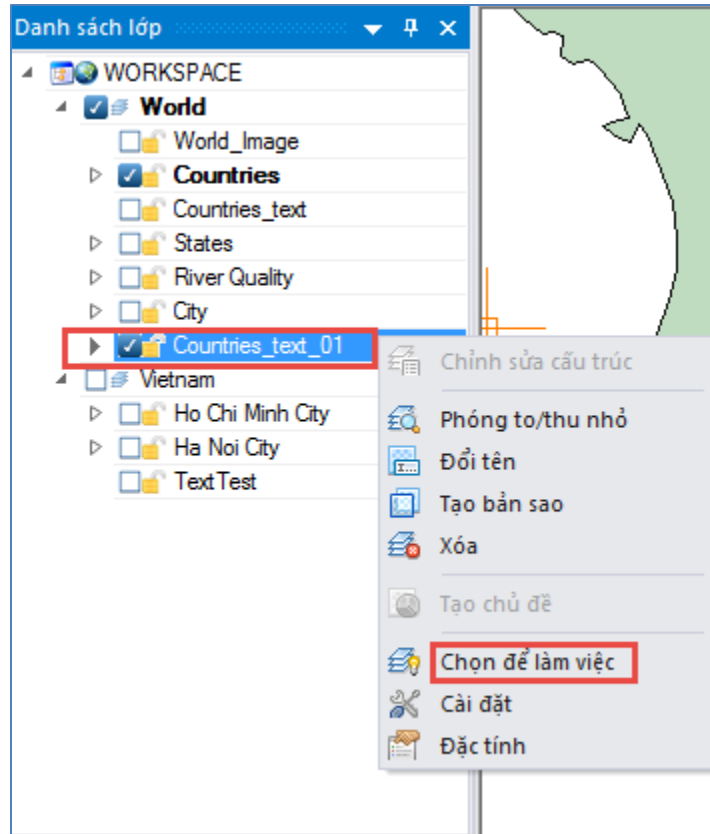 Danh sách lớp
WORKSPACE
World
World_Image
Countries
Countries_text
States
River Quality
City
Countries_text_01
Vietnam
Ho Chi Minh City
Ha Noi City
TextTest
Chỉnh sửa cấu trúc
Phóng to/thu nhỏ
Đổi tên
Tạo bản sao
Xóa
Tạo chủ đề
Chọn để làm việc
Cài đặt
Đặc tính